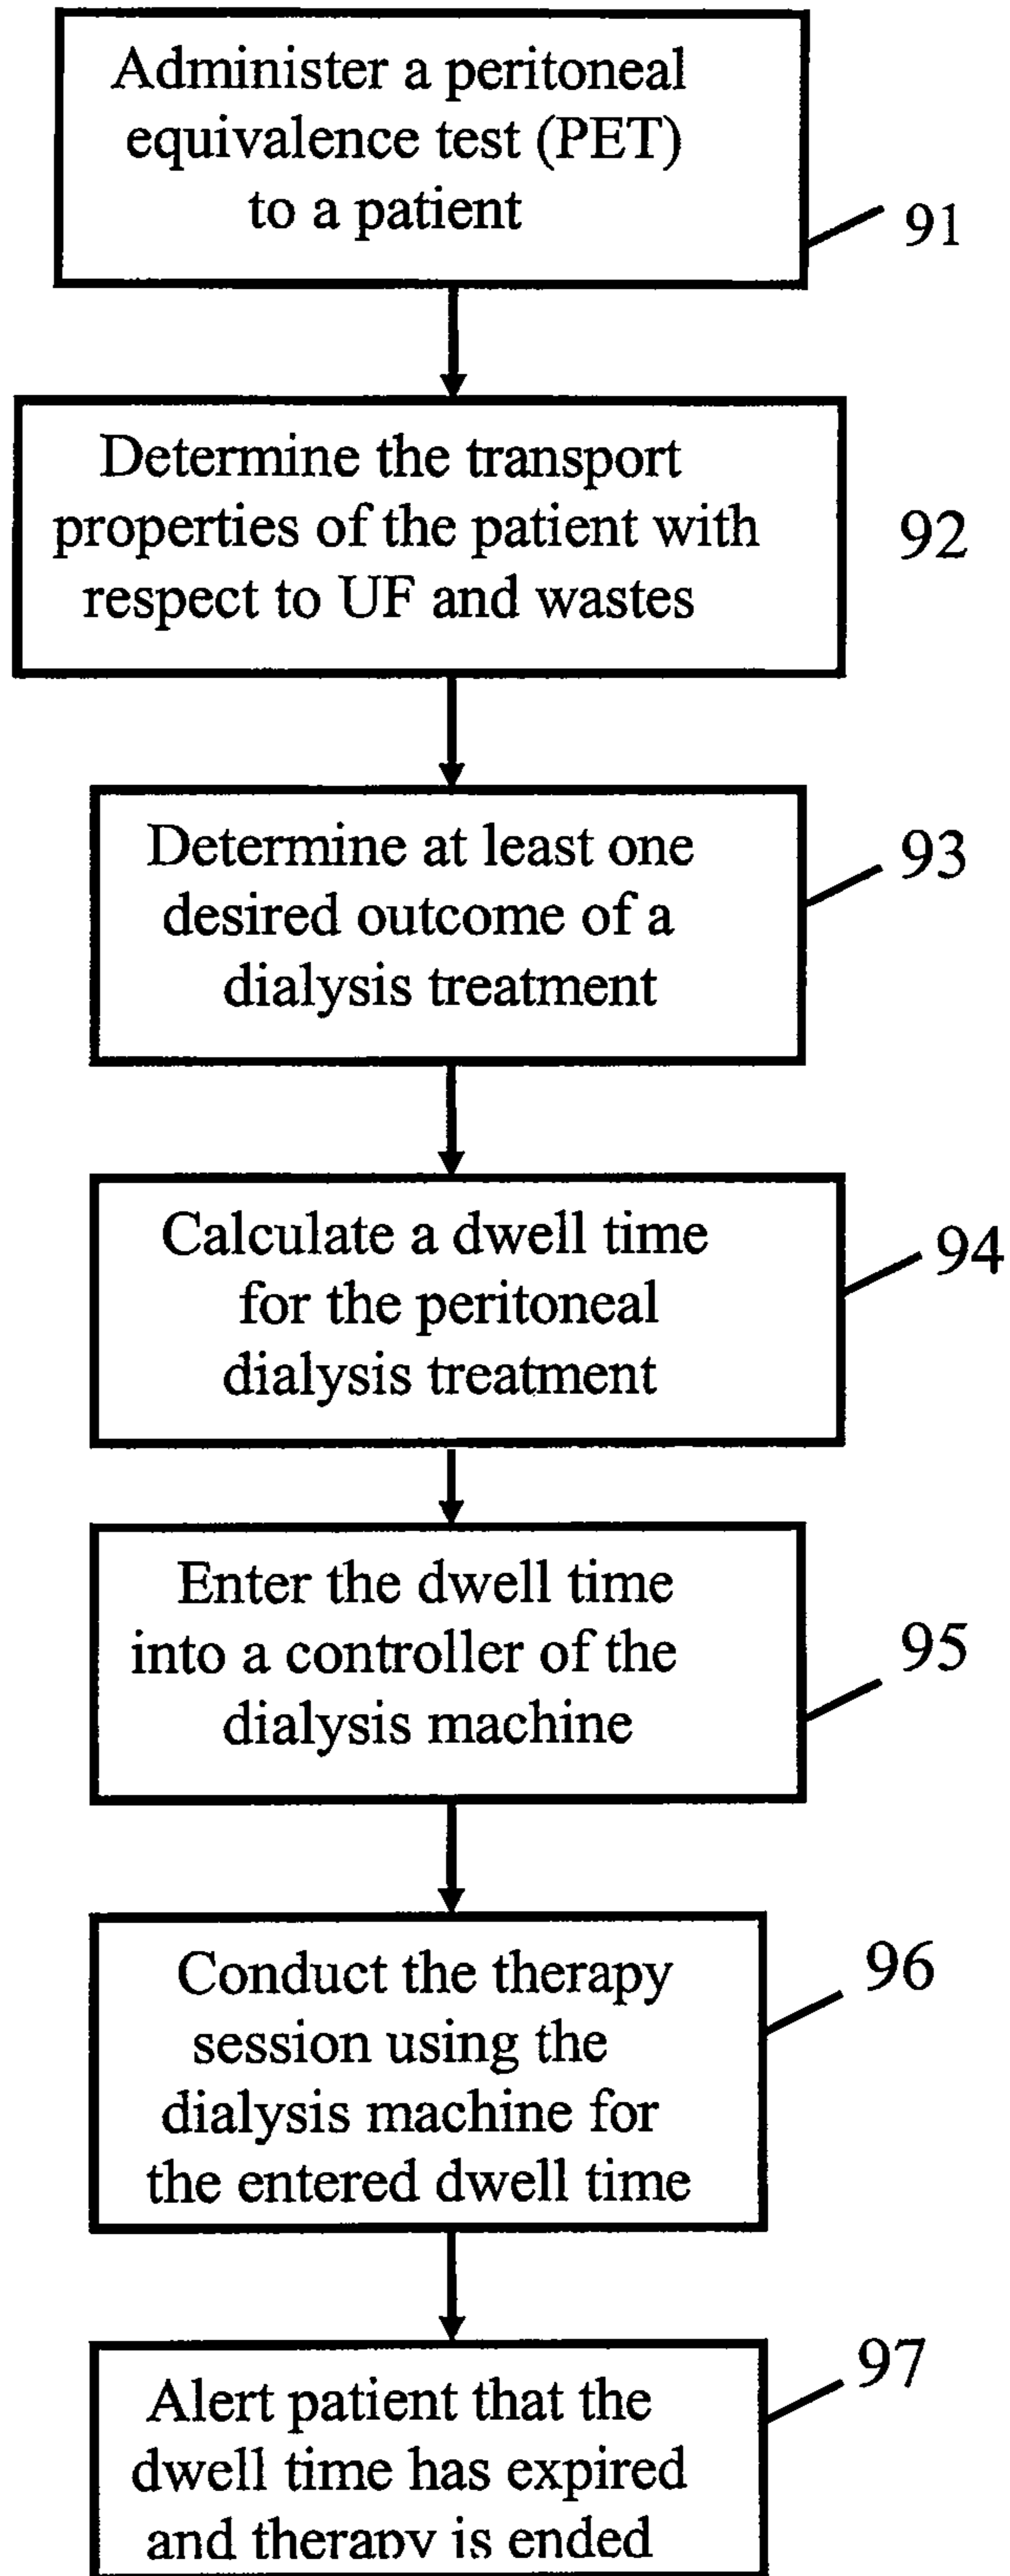 Administer a peritoneal
equivalence test (PET)
to a patient
91
Determine the transport
properties of the patient with
respect to UF and wastes
92
Determine at least one
desired outcome of a
dialysis treatment
93
Calculate a dwell time
for the peritoneal
dialysis treatment
94
Enter the dwell time
into a controller of the
dialysis machine
95
Conduct the therapy
session using the
dialysis machine for
the entered dwell time
96
Alert patient that the
dwell time has expired
and therapy is ended
97